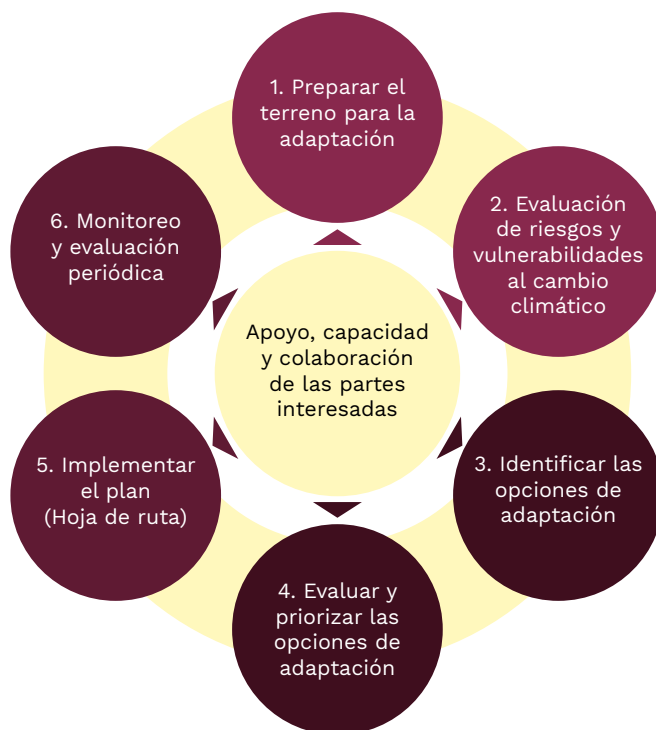 1. Preparar el
terreno para la
adaptación
2. Evaluación
de riesgos y
vulnerabilidades
al cambio
climático
3. Identificar las
opciones de
adaptación
4. Evaluar y
priorizar las
opciones de
adaptación
5. Implementar
el plan
(Hoja de ruta)
6. Monitoreo
y evaluación
periódica
Apoyo, capacidad
y colaboración
de las partes
interesadas